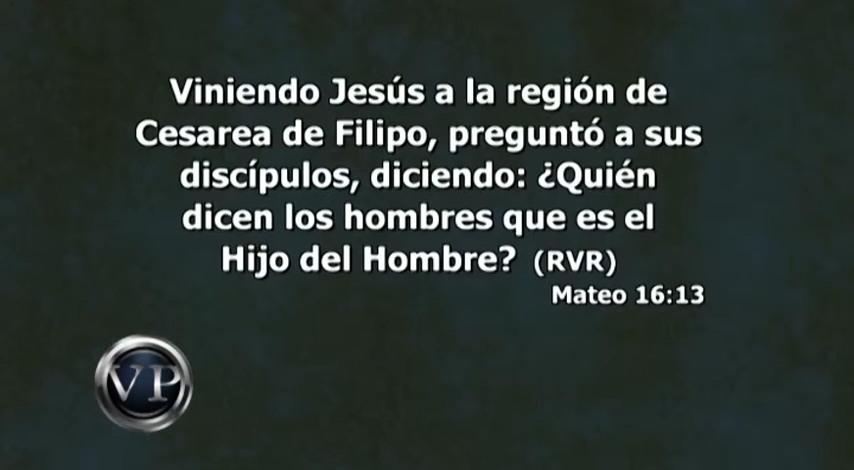 Viniendo Jesús a la región de
Cesarea de Filipo, preguntó a sus
discípulos, diciendo: ¿Quién
dicen los hombres que es el
Hijo del Hombre? (RVR)
Mateo 16:13
VP